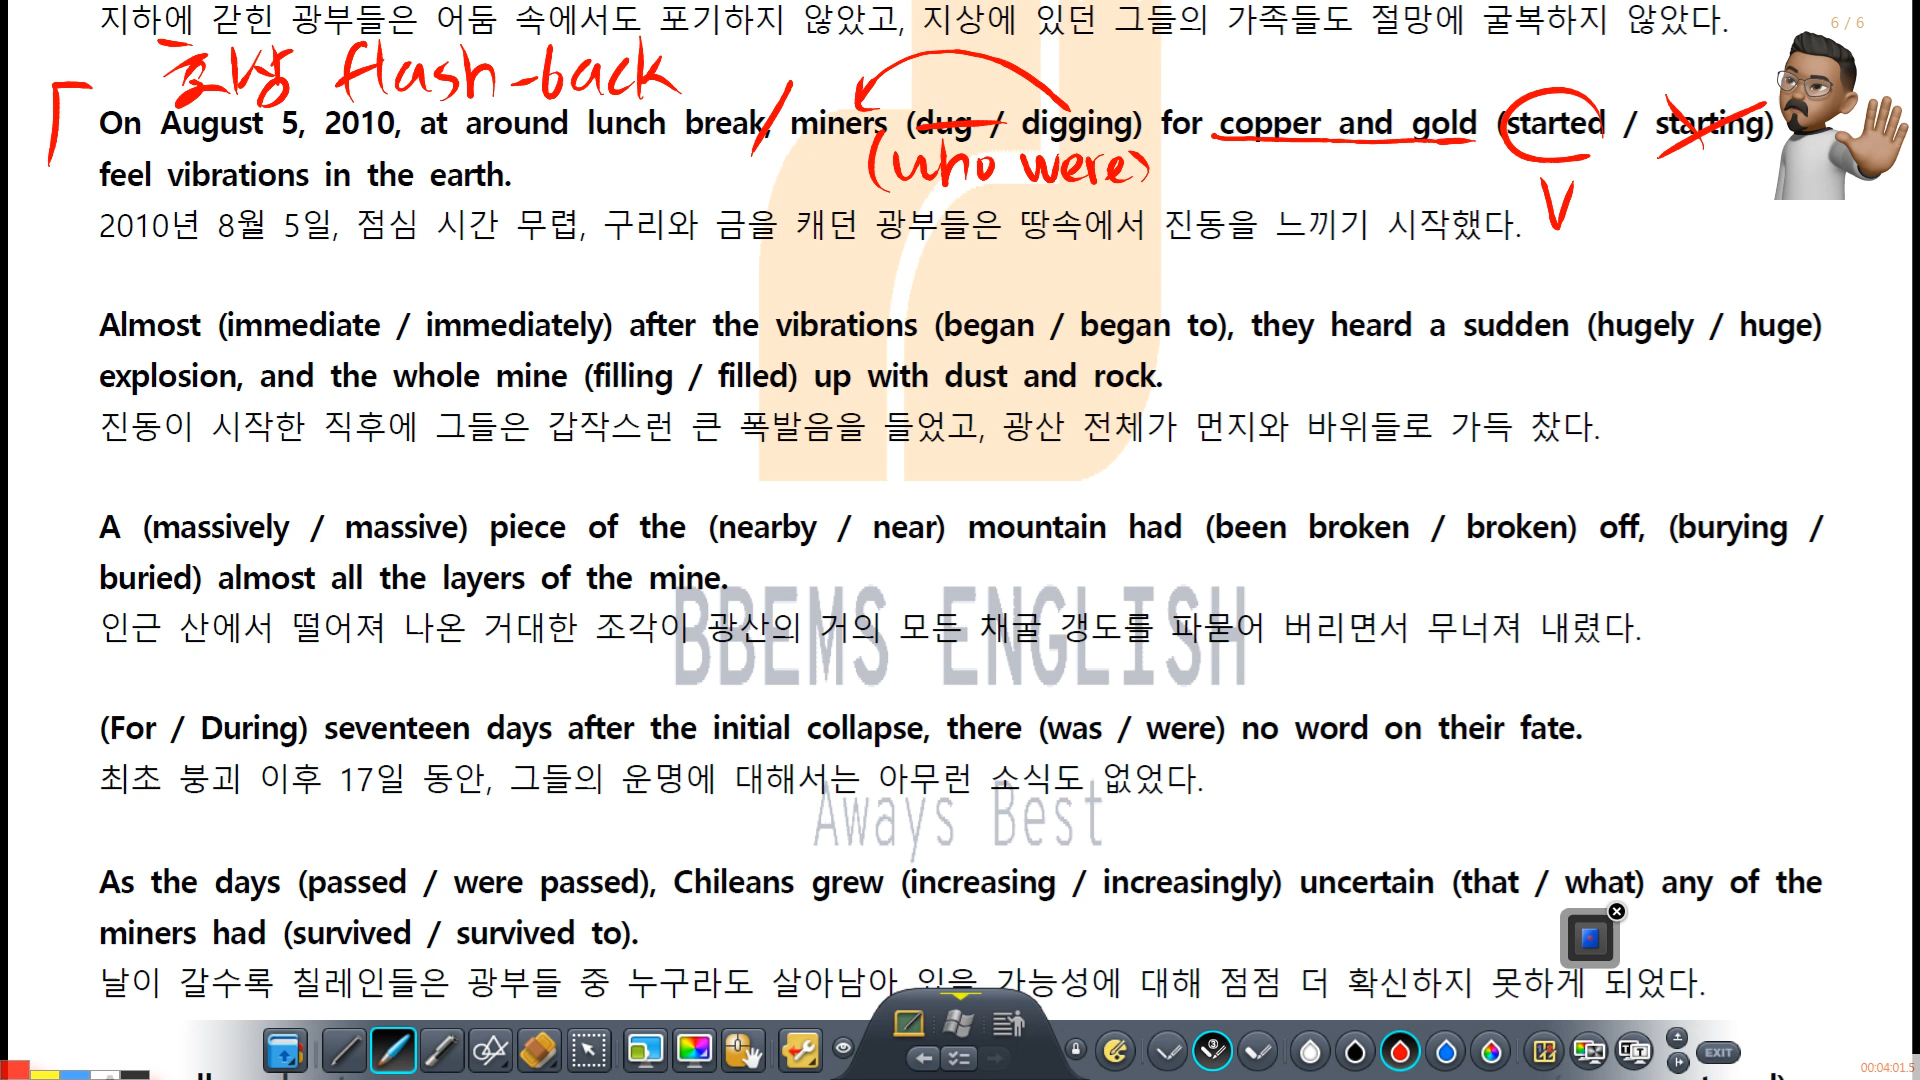 지하에 갇힌 광부들은 어둠 속에서도 포기하지 않았고, 지상에 있던 그들의 가족들도 절망에 굴복하지 않았다.
6 / 6
회상 flash-back
On August 5, 2010, at around lunch break, miners (dug / digging) for copper and gold (started / starting)
(who were)
V
feel vibrations in the earth.
2010년 8월 5일, 점심 시간 무렵, 구리와 금을 캐던 광부들은 땅속에서 진동을 느끼기 시작했다.
Almost (immediate / immediately) after the vibrations (began / began to), they heard a sudden (hugely / huge)
explosion, and the whole mine (filling / filled) up with dust and rock.
진동이 시작한 직후에 그들은 갑작스런 큰 폭발음을 들었고, 광산 전체가 먼지와 바위들로 가득 찼다.
A (massively / massive) piece of the (nearby / near) mountain had (been broken / broken) off, (burying /
buried) almost all the layers of the mine.
인근 산에서 떨어져 나온 거대한 조각이 광산의 거의 모든 채굴 갱도를 파묻어 버리면서 무너져 내렸다.
BBEMS ENGLISH
(For / During) seventeen days after the initial collapse, there (was / were) no word on their fate.
최초 붕괴 이후 17일 동안, 그들의 운명에 대해서는 아무런 소식도 없었다.
Aways Best
As the days (passed / were passed), Chileans grew (increasing / increasingly) uncertain (that / what) any of the
miners had (survived / survived to).
날이 갈수록 칠레인들은 광부들 중 누구라도 살아남아 있을 가능성에 대해 점점 더 확신하지 못하게 되었다.
EXIT
00:04:01.5